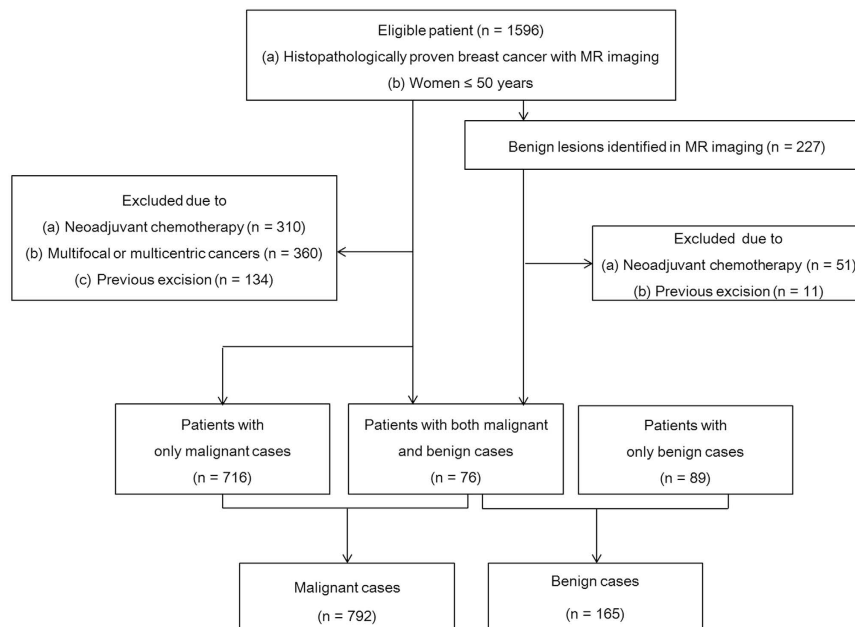 Eligible patient (n = 1596)
(a) Histopathologically proven breast cancer with MR imaging
(b) Women ≤ 50 years
Benign lesions identified in MR imaging (n = 227)
Excluded due to
(a) Neoadjuvant chemotherapy (n = 310)
(b) Multifocal or multicentric cancers (n = 360)
(c) Previous excision (n = 134)
Excluded due to
(a) Neoadjuvant chemotherapy (n = 51)
(b) Previous excision (n = 11)
Patients with
only malignant cases
(n = 716)
Patients with both malignant
and benign cases
(n = 76)
Patients with
only benign cases
(n = 89)
Malignant cases
(n = 792)
Benign cases
(n = 165)